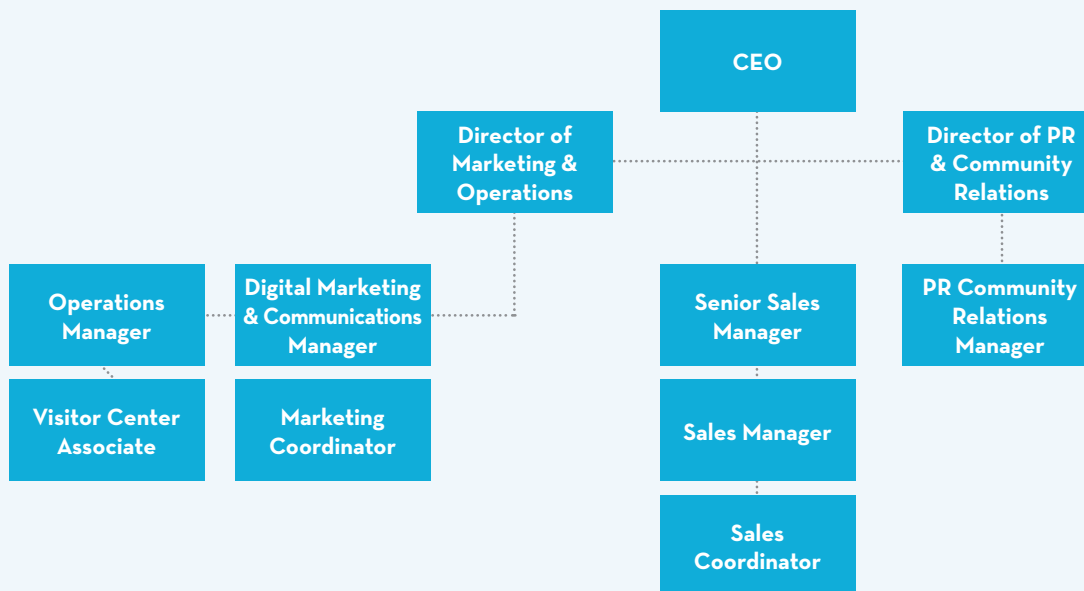 CEO
Director of
Marketing &
Operations
Director of PR
& Community
Relations
Operations
Manager
Digital Marketing
& Communications
Manager
Senior Sales
Manager
PR Community
Relations
Manager
Visitor Center
Associate
Marketing
Coordinator
Sales Manager
Sales
Coordinator